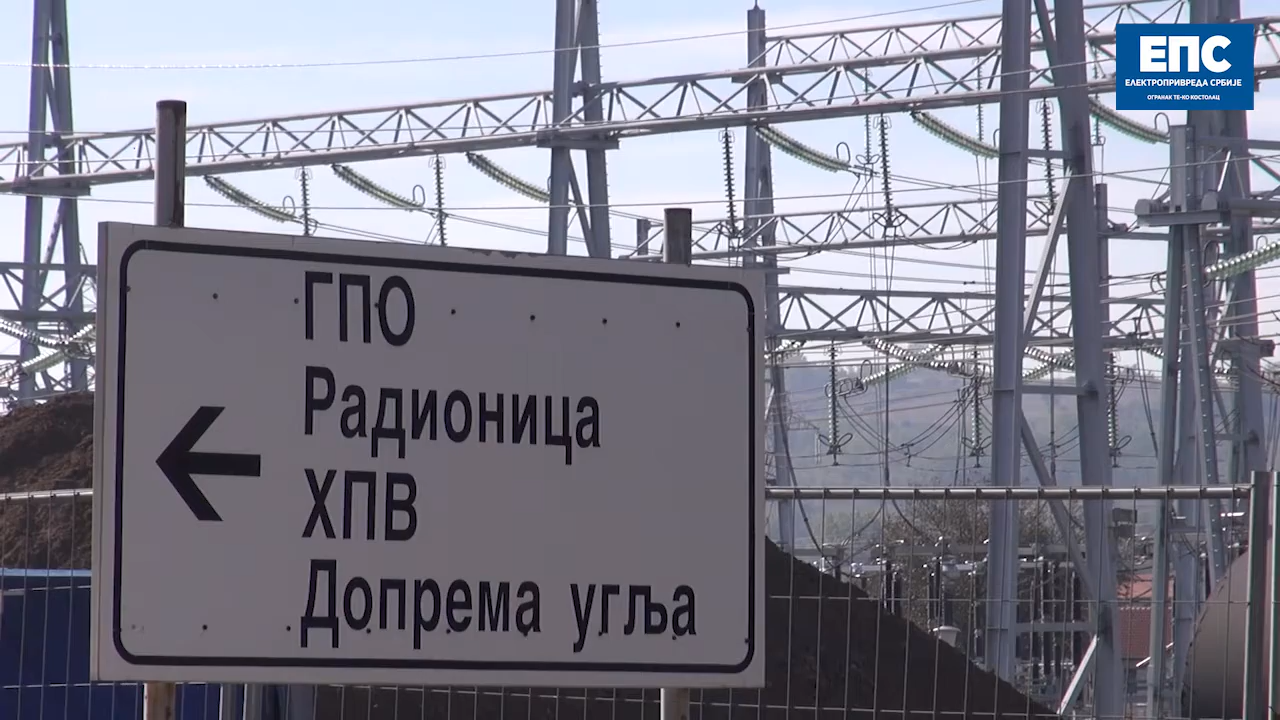 ЕПС
ЕЛЕКТРОПРИВРЕДА СРБИЈЕ
ОГРАНАК ТЕ-КО КОСТОЛАЦ
ГПО
Радионица
ХПВ
Допрема угља